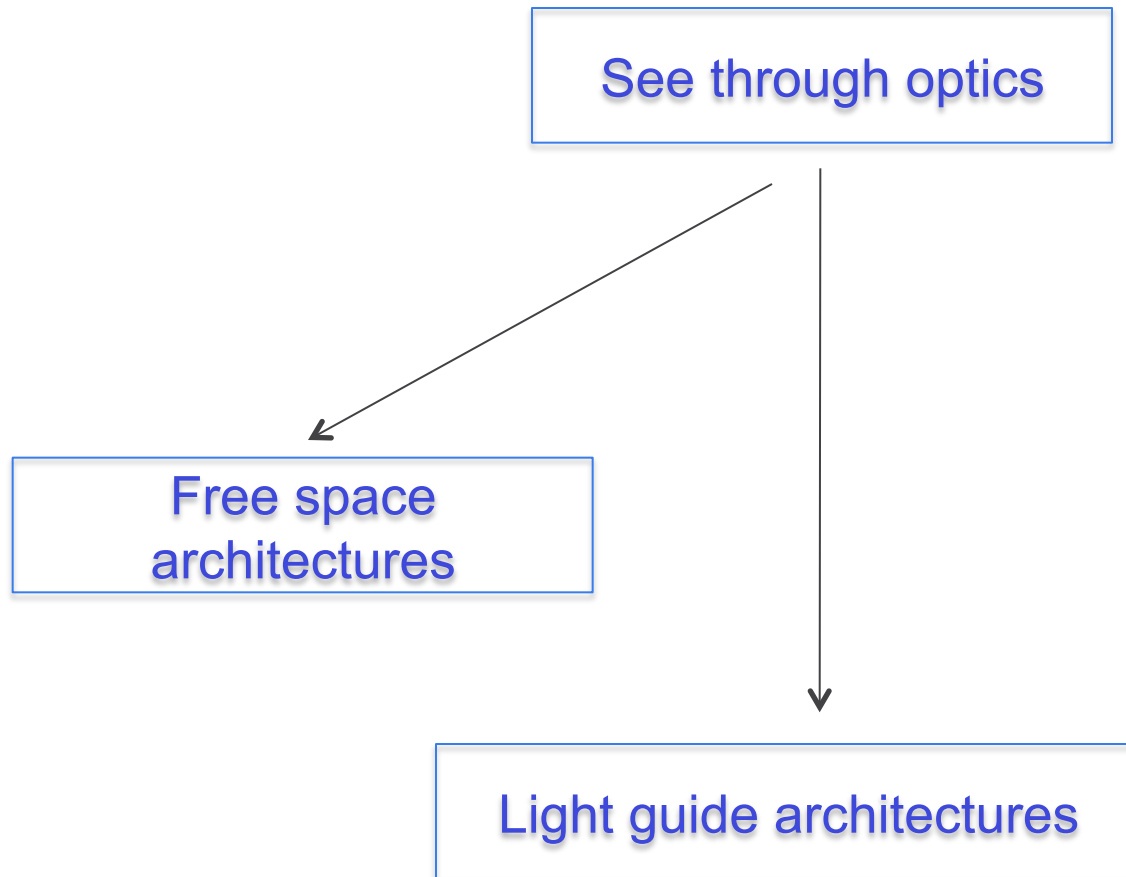 See through optics
Free space
architectures
Light guide architectures